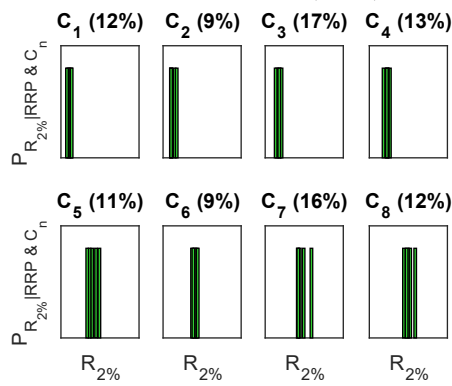 C1 (12%) C2 (9%) C3 (17%) C4 (13%)
PR2%|RRP & Cn
C5 (11%) C6 (9%) C7 (16%) C8 (12%)
PR2%|RRP & Cn
R2% R2% R2% R2%